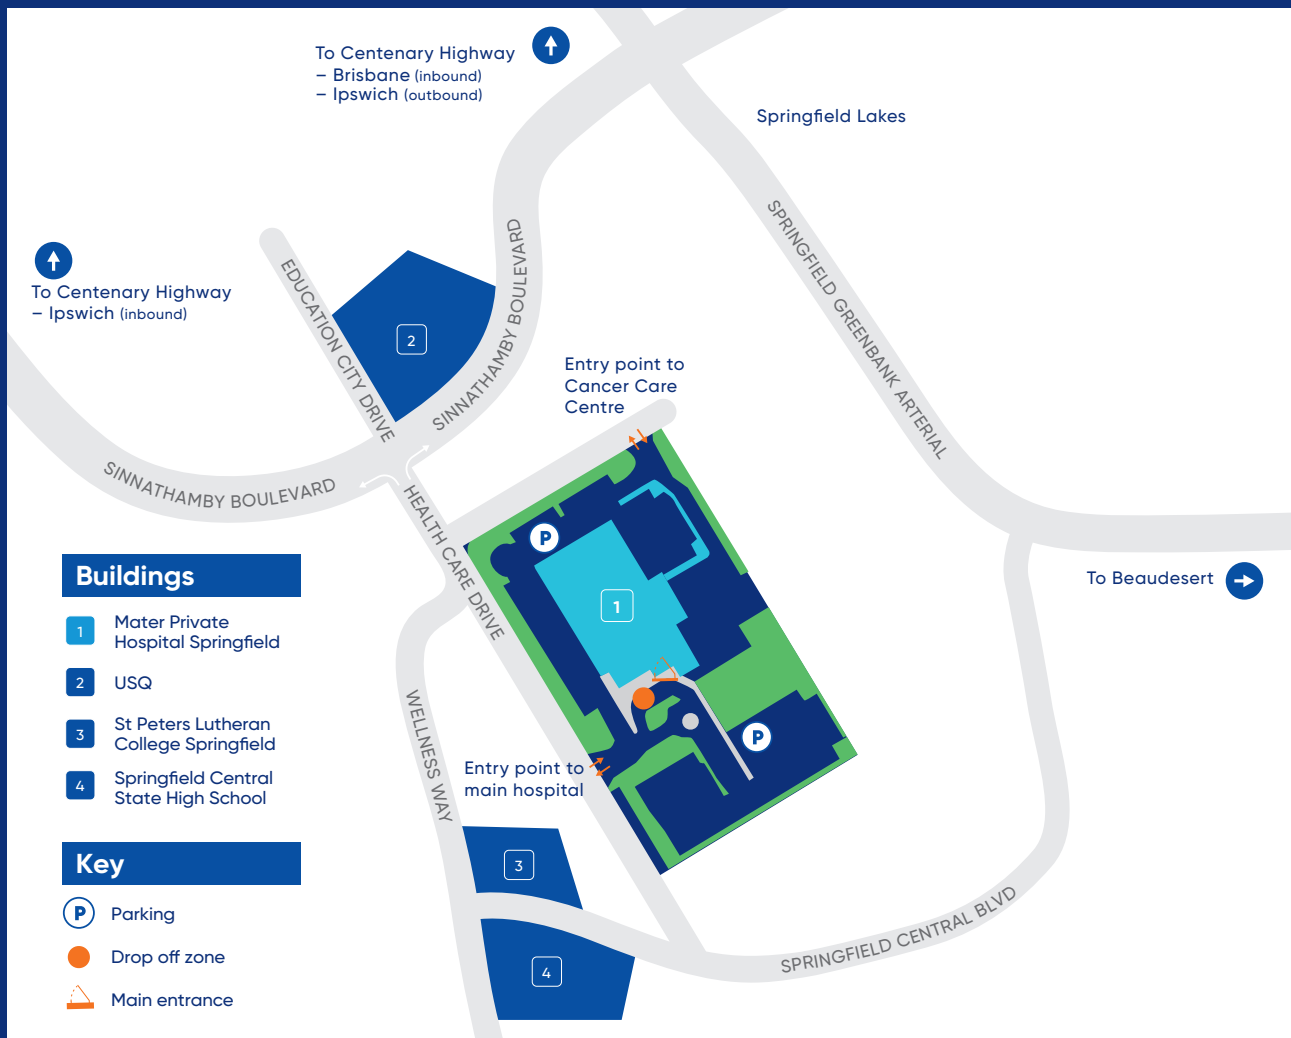 To Centenary Highway
– Brisbane (inbound)
– Ipswich (outbound)
Springfield Lakes
To Centenary Highway
– Ipswich (inbound)
EDUCATION CITY DRIVE
2
SINNATHAMBY BOULEVARD
SPRINGFIELD GREENBANK ARTERIAL
Entry point to
Cancer Care
Centre
SINNATHAMBY BOULEVARD
HEALTH CARE DRIVE
P
1
To Beaudesert
Buildings
1 Mater Private
Hospital Springfield
2 USQ
3 St Peters Lutheran
College Springfield
4 Springfield Central
State High School
WELLNESS WAY
P
Entry point to
main hospital
3
4
SPRINGFIELD CENTRAL BLVD
Key
P Parking
Drop off zone
Main entrance